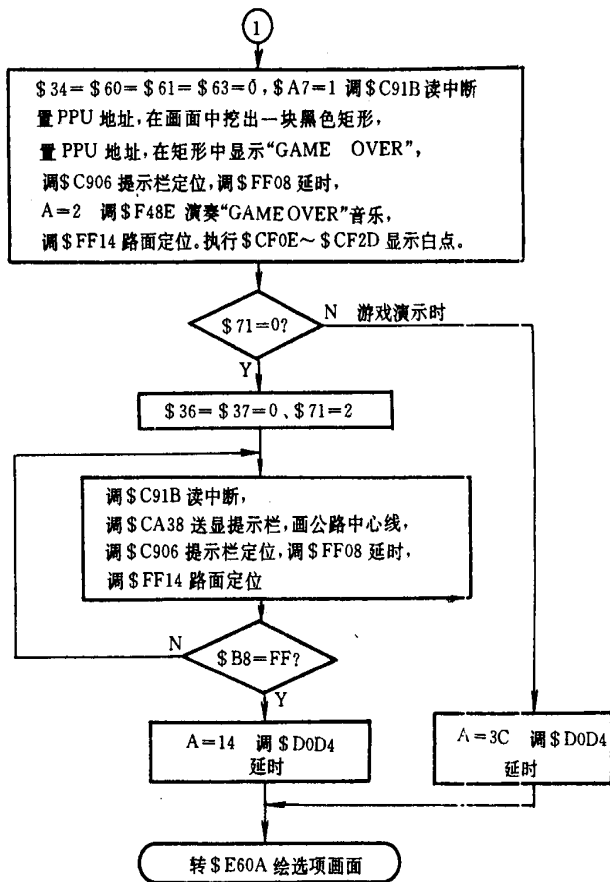 1
$34=$60=$61=$63=0,$A7=1 调$C91B读中断
置PPU地址,在画面中挖出一块黑色矩形,
置PPU地址,在矩形中显示“GAME OVER”,
调$C906提示栏定位,调$FF08延时,
A=2 调$F48E 演奏“GAME OVER”音乐,
调$FF14路面定位。执行$CF0E~$CF2D显示白点。
$71=0?
N 游戏演示时
Y
$36=$37=0、$71=2
调$C91B读中断,
调$CA38送显提示栏,画公路中心线,
调$C906提示栏定位,调$FF08延时,
调$FF14路面定位
N
$B8=FF?
Y
A=14 调$D0D4
延时
A=3C 调$D0D4
延时
转$E60A绘选项画面